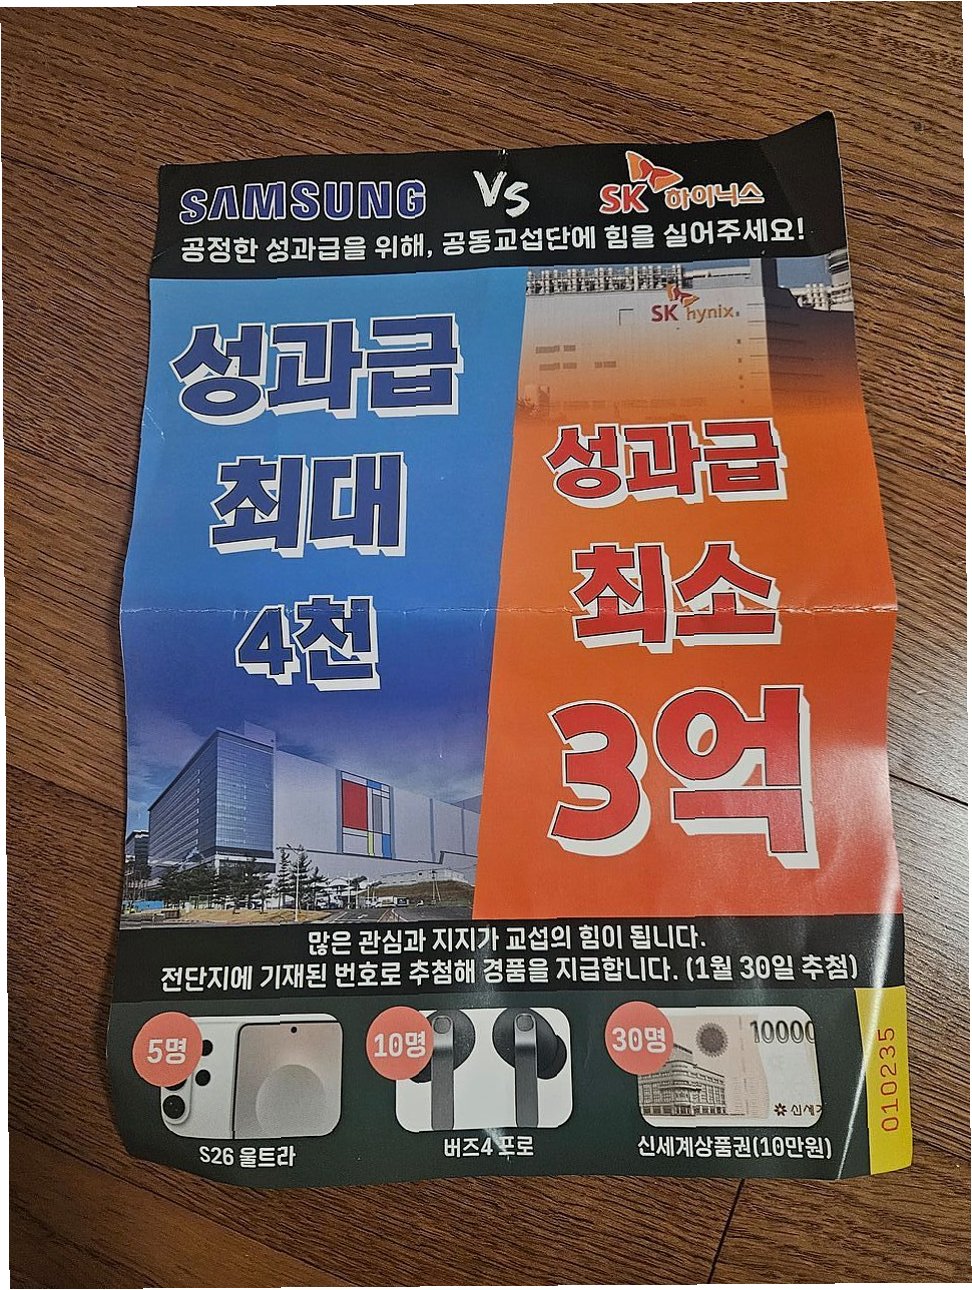 SAMSUNG VS SK 하이닉스
공정한 성과급을 위해, 공동교섭단에 힘을 실어주세요!
SK hynix
성과급
최대
4천
성과급
최소
3억
많은 관심과 지지가 교섭의 힘이 됩니다.
전단지에 기재된 번호로 추첨해 경품을 지급합니다. (1월 30일 추첨)
5명
S26 울트라
10명
버즈4 프로
30명
10000
신세계상품권(10만원)
010235